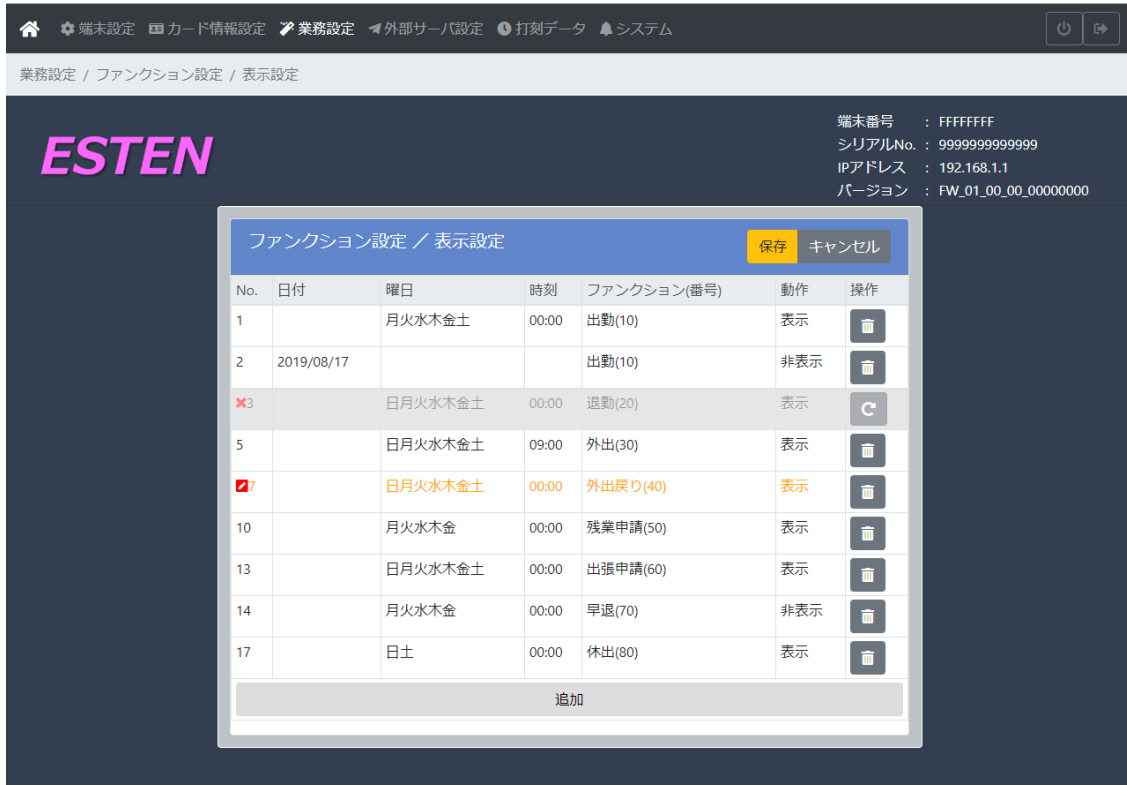 端末設定 カード情報設定 業務設定 外部サーバ設定 打刻データ システム
業務設定 / ファンクション設定 / 表示設定
ESTEN
端末番号 : FFFFFFFF
シリアルNo. : 9999999999999
IPアドレス : 192.168.1.1
バージョン : FW_01_00_00_00000000
ファンクション設定 ／ 表示設定 保存 キャンセル
No. 日付 曜日 時刻 ファンクション(番号) 動作 操作
1 月火水木金土 00:00 出勤(10) 表示
2 2019/08/17 出勤(10) 非表示
3 日月火水木金土 00:00 退勤(20) 表示
5 日月火水木金土 09:00 外出(30) 表示
7 日月火水木金土 00:00 外出戻り(40) 表示
10 月火水木金 00:00 残業申請(50) 表示
13 日月火水木金土 00:00 出張申請(60) 表示
14 月火水木金 00:00 早退(70) 非表示
17 日土 00:00 休出(80) 表示
追加